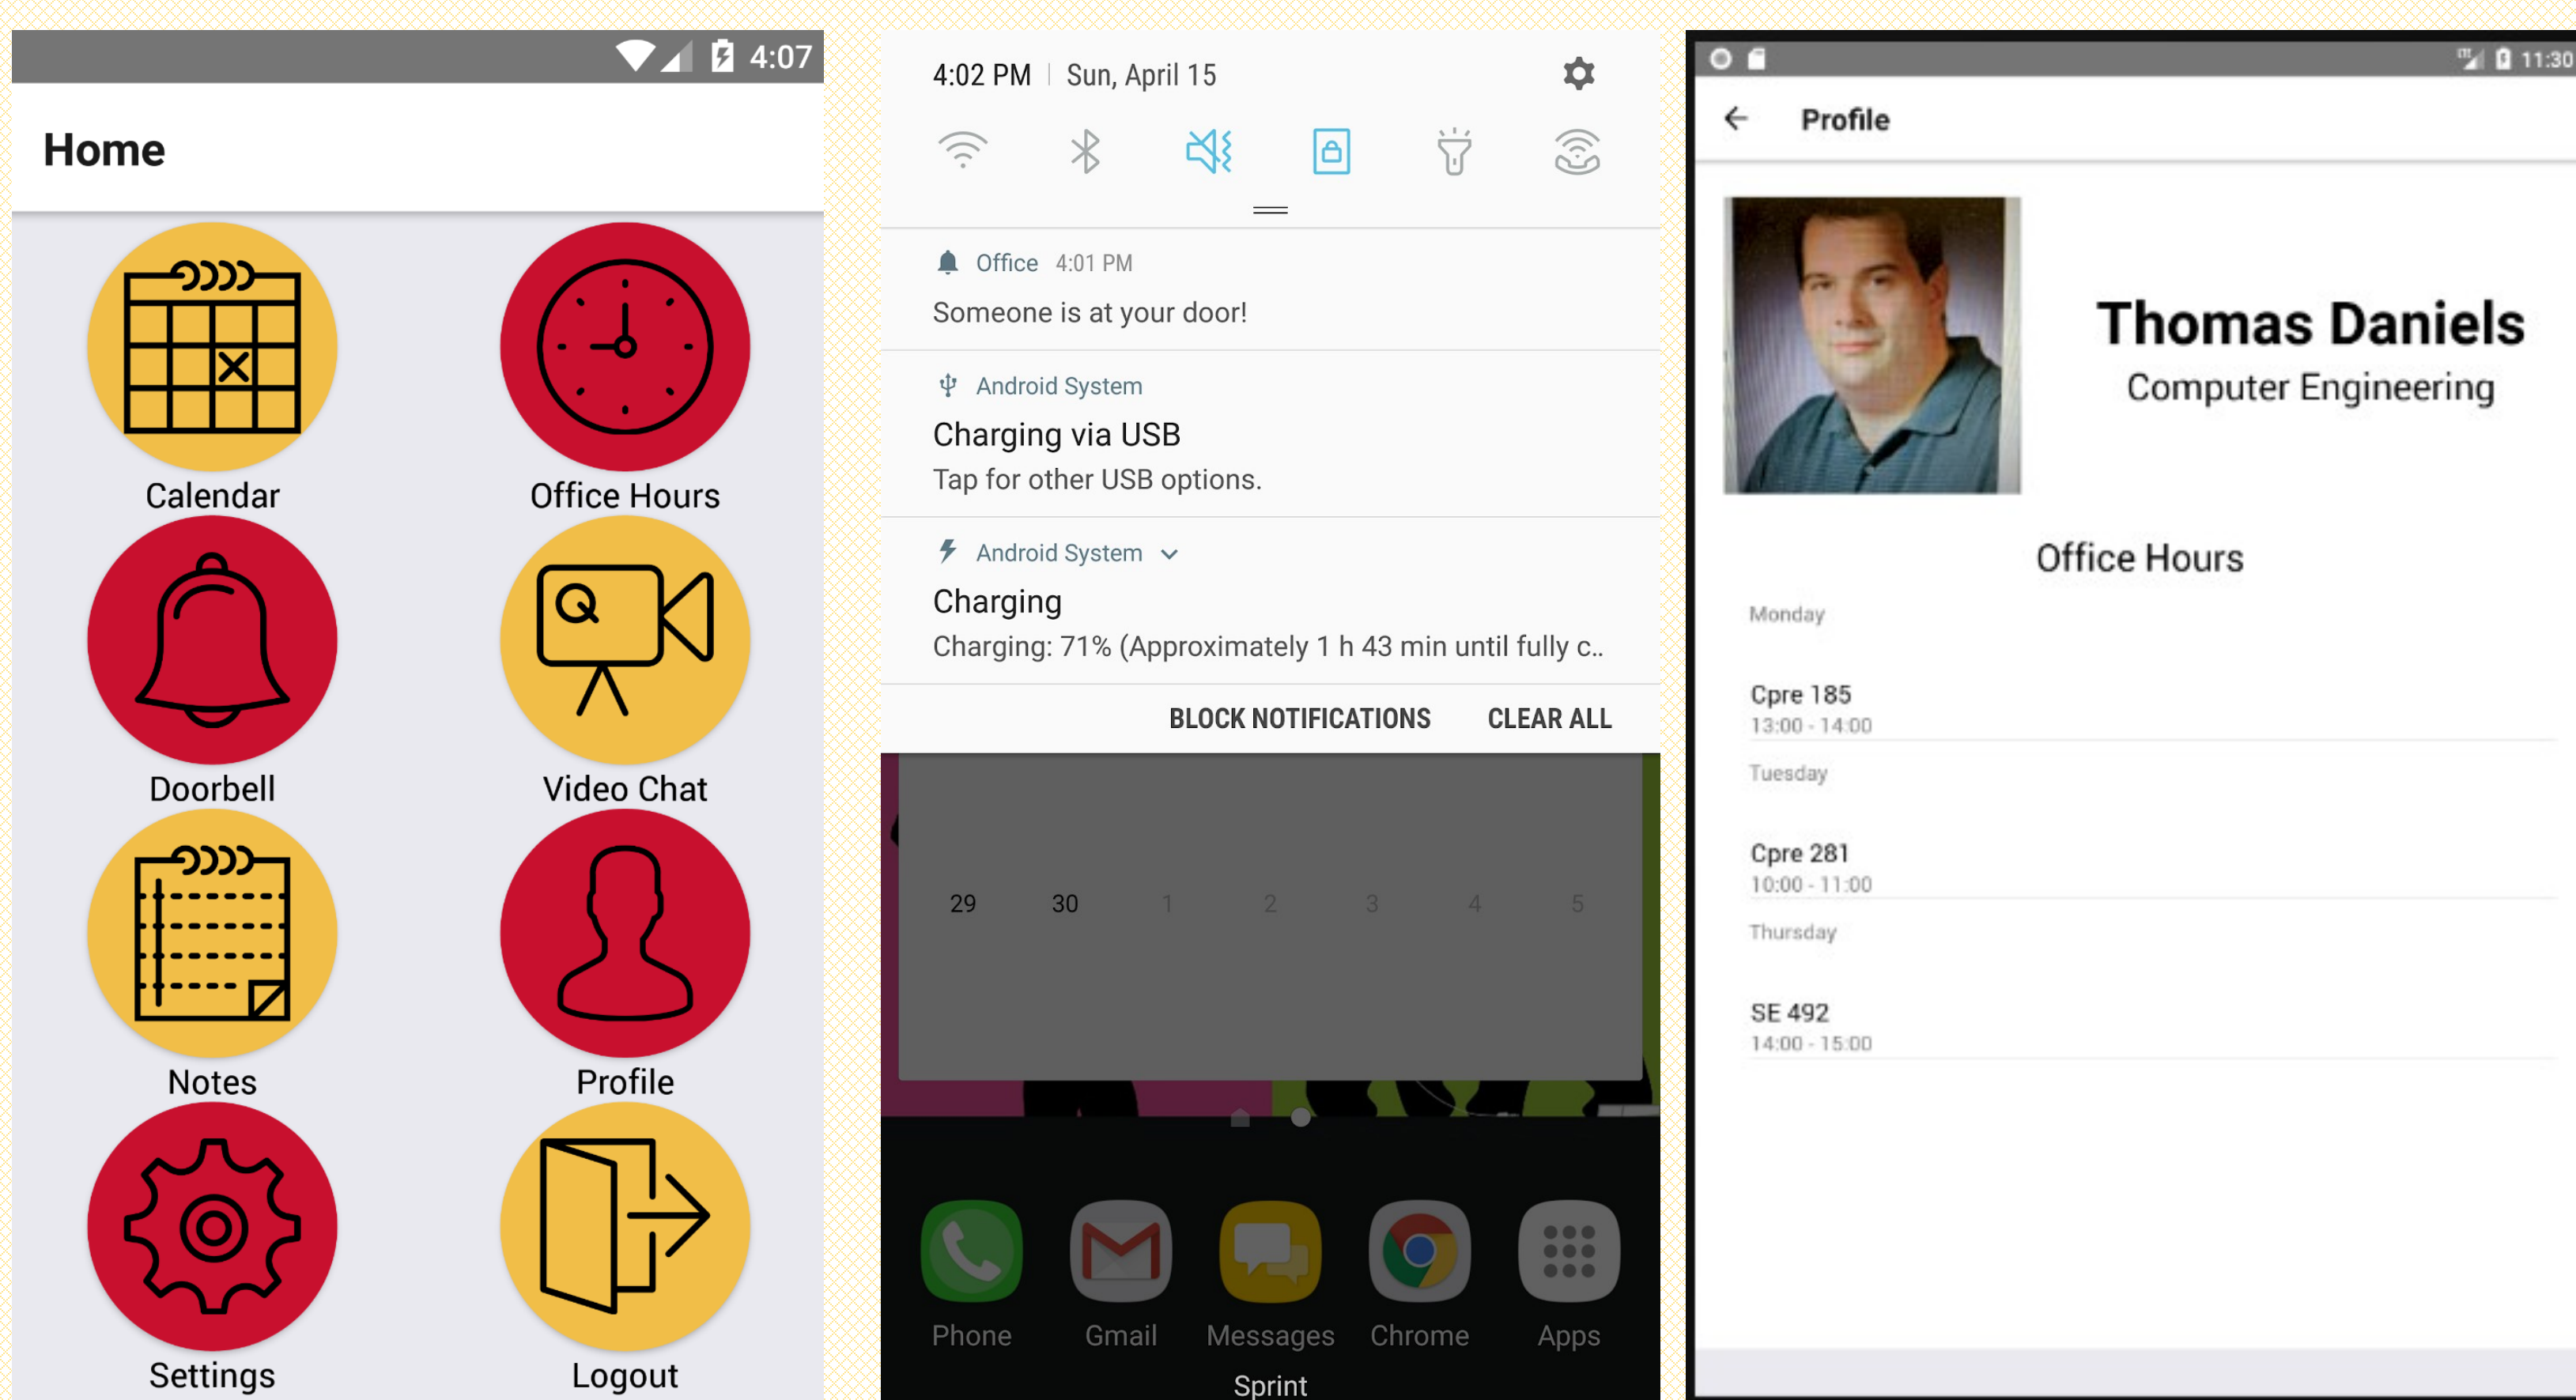 4:07
Home
Calendar
Office Hours
Doorbell
Video Chat
Notes
Profile
Settings
Logout
4:02 PM | Sun, April 15
Office 4:01 PM
Someone is at your door!
Android System
Charging via USB
Tap for other USB options.
Android System
Charging
Charging: 71% (Approximately 1 h 43 min until fully c..
BLOCK NOTIFICATIONS CLEAR ALL
29 30 1 2 3 4 5
Phone Gmail Messages Chrome Apps
Sprint
11:30
Profile
Thomas Daniels
Computer Engineering
Office Hours
Monday
Cpre 185
13:00 - 14:00
Tuesday
Cpre 281
10:00 - 11:00
Thursday
SE 492
14:00 - 15:00